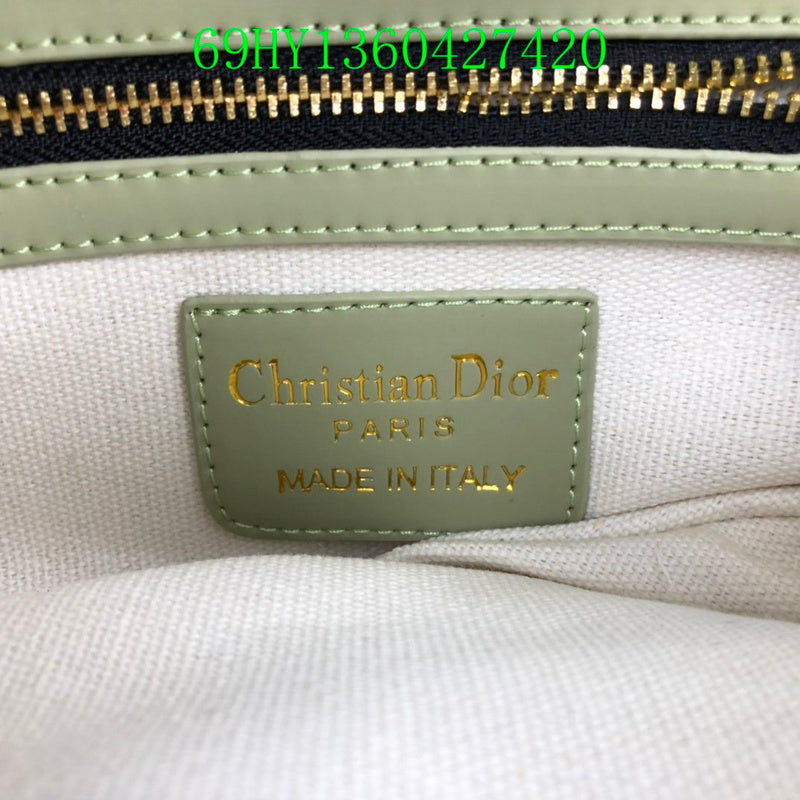 69HY1360427420
Christian Dior
PARIS
MADE IN ITALY